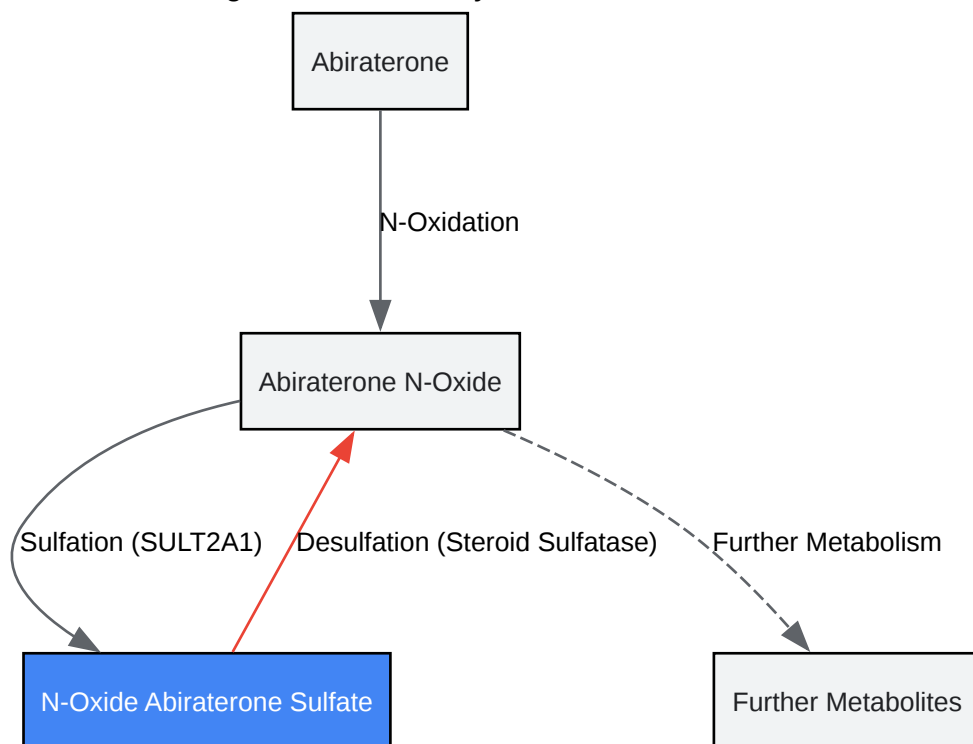 Abiraterone
N-Oxidation
Abiraterone N-Oxide
Sulfation (SULT2A1)
Desulfation (Steroid Sulfatase)
Further Metabolism
N-Oxide Abiraterone Sulfate
Further Metabolites